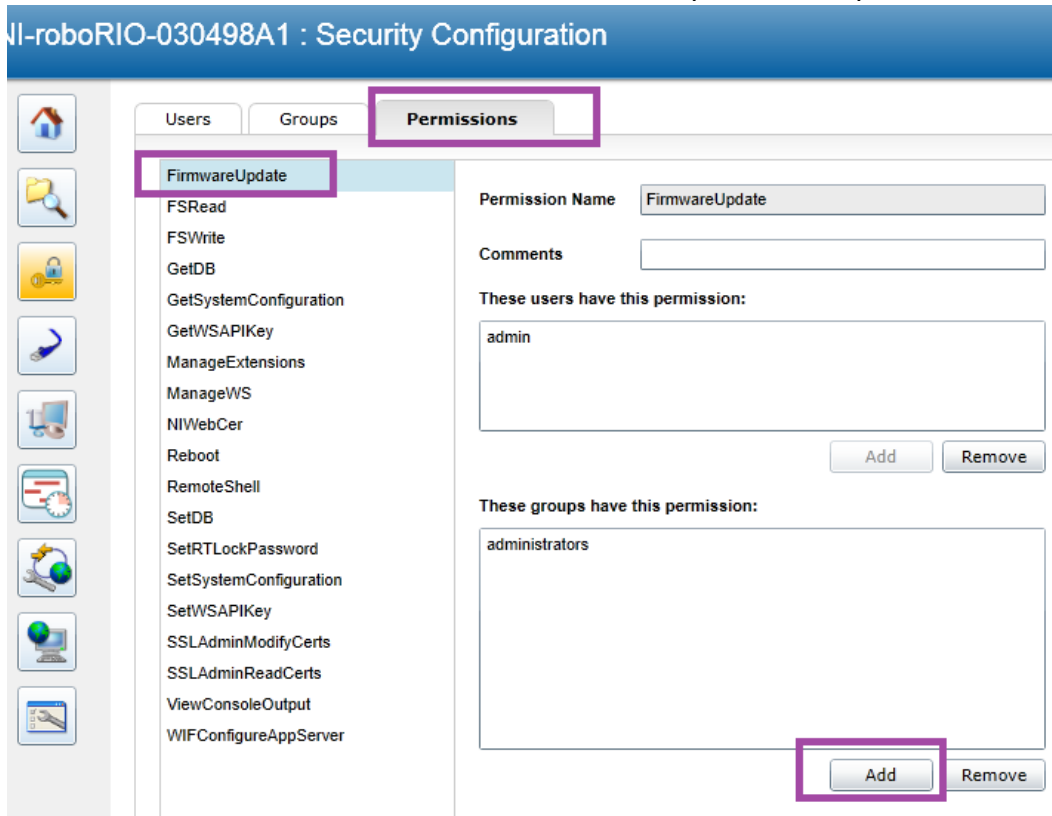 NI-roboRIO-030498A1 : Security Configuration
Users Groups Permissions
FirmwareUpdate
FSRead
FSWrite
GetDB
GetSystemConfiguration
GetWSAPIKey
ManageExtensions
ManageWS
NIWebCer
Reboot
RemoteShell
SetDB
SetRTLockPassword
SetSystemConfiguration
SetWSAPIKey
SSLAdminModifyCerts
SSLAdminReadCerts
ViewConsoleOutput
WIFConfigureAppServer
Permission Name FirmwareUpdate
Comments
These users have this permission:
admin
Add Remove
These groups have this permission:
administrators
Add Remove